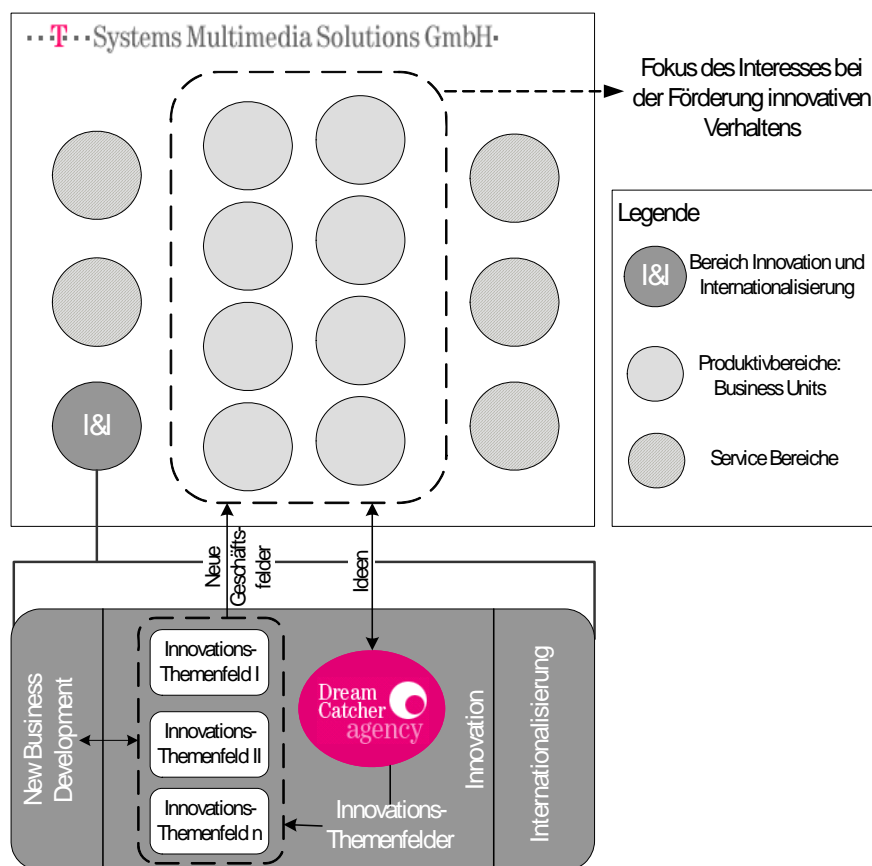 ···T···Systems Multimedia Solutions GmbH·
Fokus des Interesses bei
der Förderung innovativen
Verhaltens
Legende
I&I
Bereich Innovation und
Internationalisierung
Produktivbereiche:
Business Units
Service Bereiche
I&I
Neue
Geschäfts-
felder
Ideen
New Business
Development
Innovations-
Themenfeld I
Innovations-
Themenfeld II
Innovations-
Themenfeld n
Dream
Catcher
agency
Innovations-
Themenfelder
Innovation
Internationalisierung